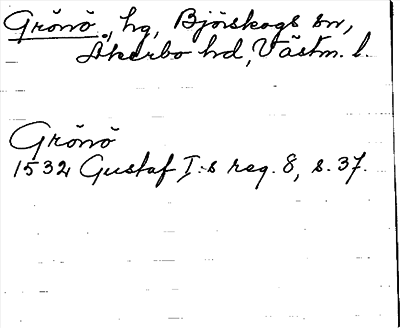 Grönö, hg, Björskogs sn,
Åkerbo hd, Västm. l.
Grönö
1532 Gustaf I:s reg. 8, s. 37.